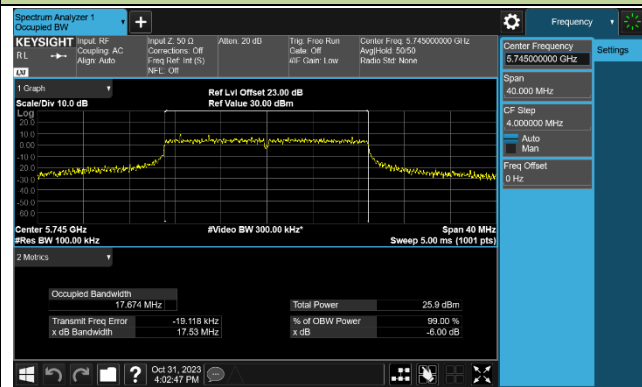 Spectrum Analyzer 1
Occupied BW
+
Frequency
KEYSIGHT
RL
LXI
Input: RF
Coupling: AC
Align: Auto
Input Z: 50 Ω
Corrections: Off
Freq Ref: Int (S)
NFE: Off
Atten: 20 dB
Trig: Free Run
Gate: Off
#IF Gain: Low
Center Freq: 5.745000000 GHz
Avg|Hold: 50/50
Radio Std: None
Center Frequency
5.745000000 GHz
Settings
Span
40.000 MHz
CF Step
4.000000 MHz
Auto
Man
Freq Offset
0 Hz
1 Graph
Scale/Div 10.0 dB
Ref Lvl Offset 23.00 dB
Ref Value 30.00 dBm
Log
20.0
10.0
0.00
-10.0
-20.0
-30.0
-40.0
-50.0
-60.0
Center 5.745 GHz
#Res BW 100.00 kHz
#Video BW 300.00 kHz*
Span 40 MHz
Sweep 5.00 ms (1001 pts)
2 Metrics
Occupied Bandwidth
17.674 MHz
Total Power 25.9 dBm
Transmit Freq Error -19.118 kHz
% of OBW Power 99.00 %
x dB Bandwidth 17.53 MHz
x dB -6.00 dB
?
Oct 31, 2023
4:02:47 PM